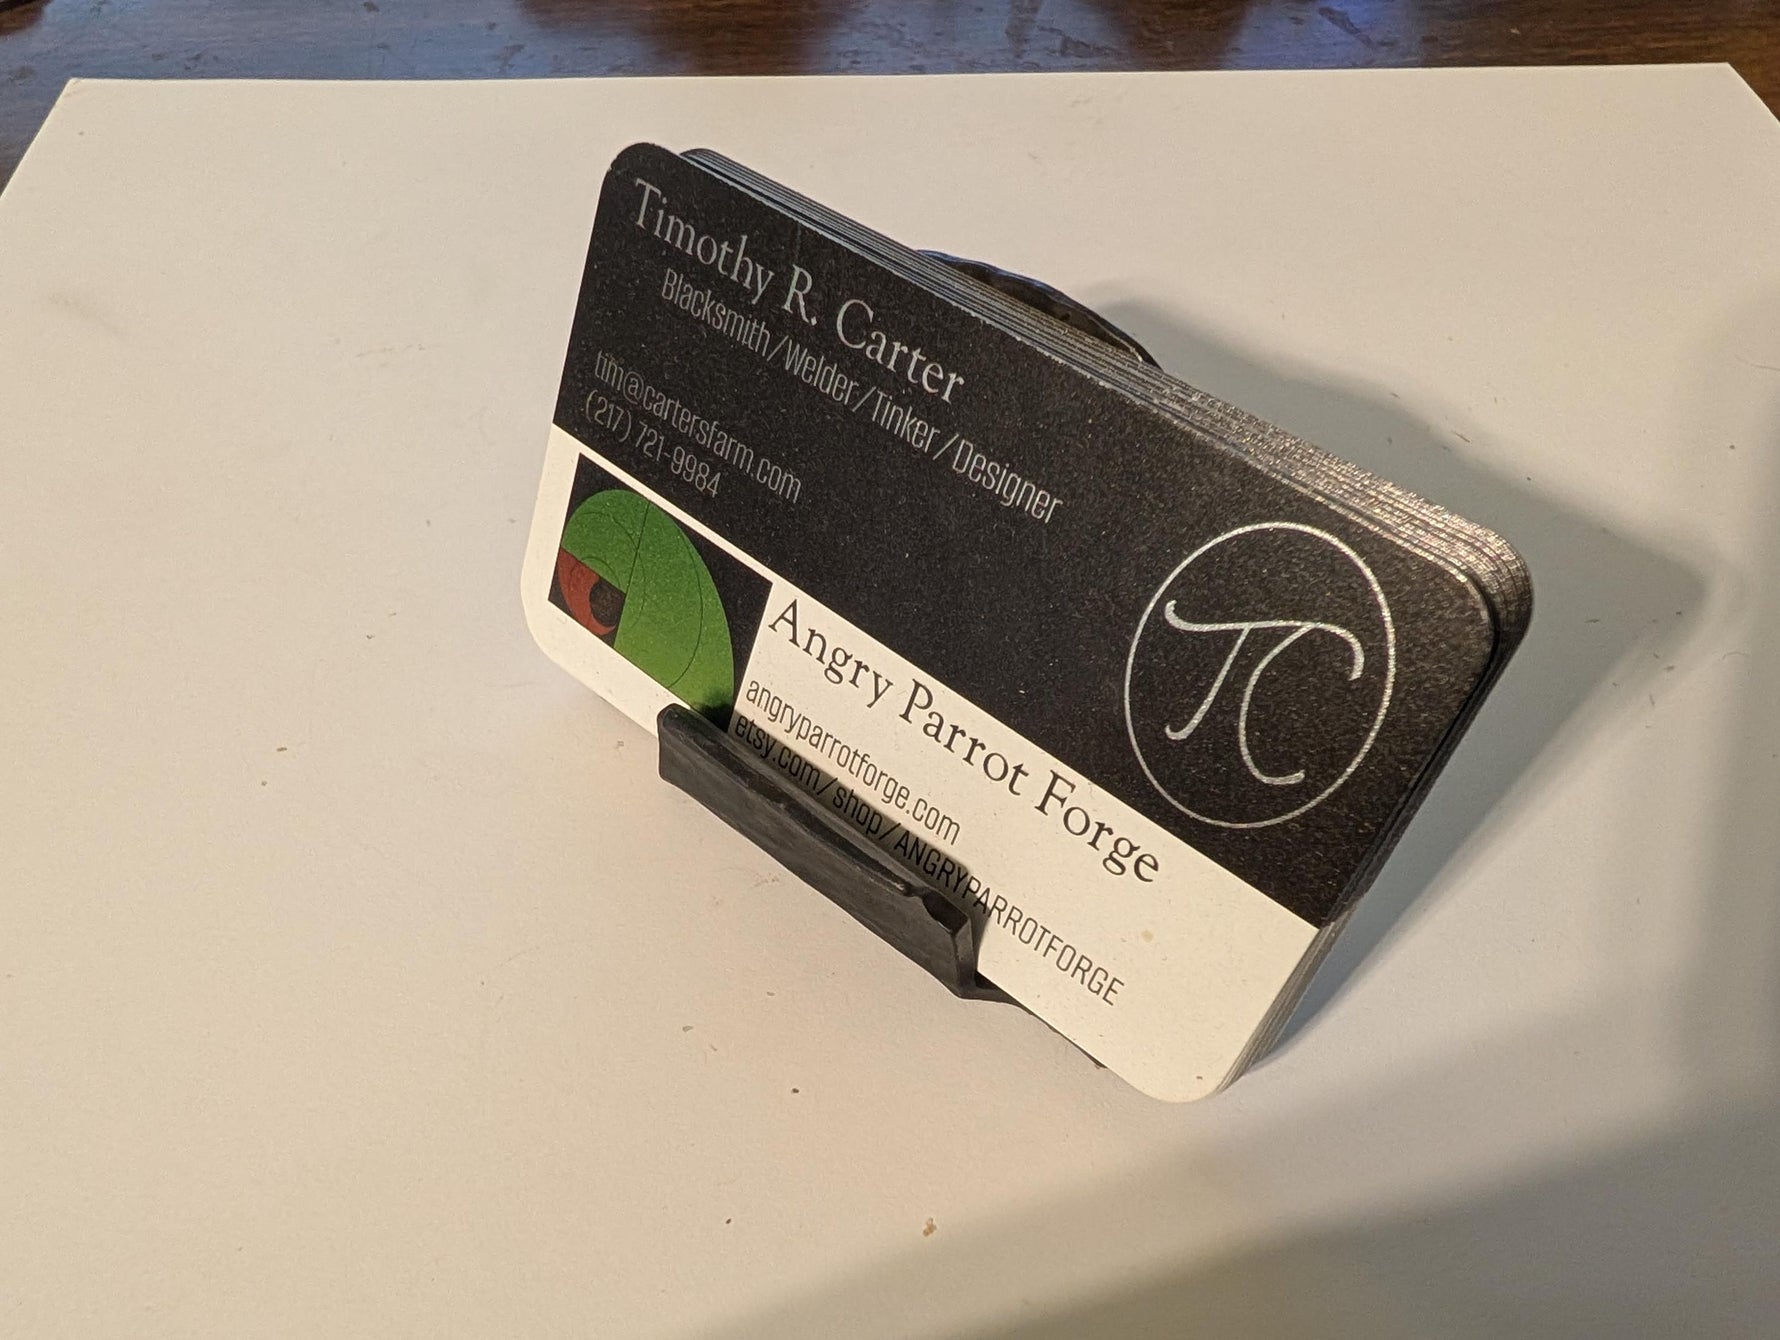 Timothy R. Carter
Blacksmith/Welder/Tinker/Designer
tim@cartersfarm.com
(217) 721-9984
TC
Angry Parrot Forge
angryparrotforge.com
etsy.com/shop/ANGRYPARROTFORGE